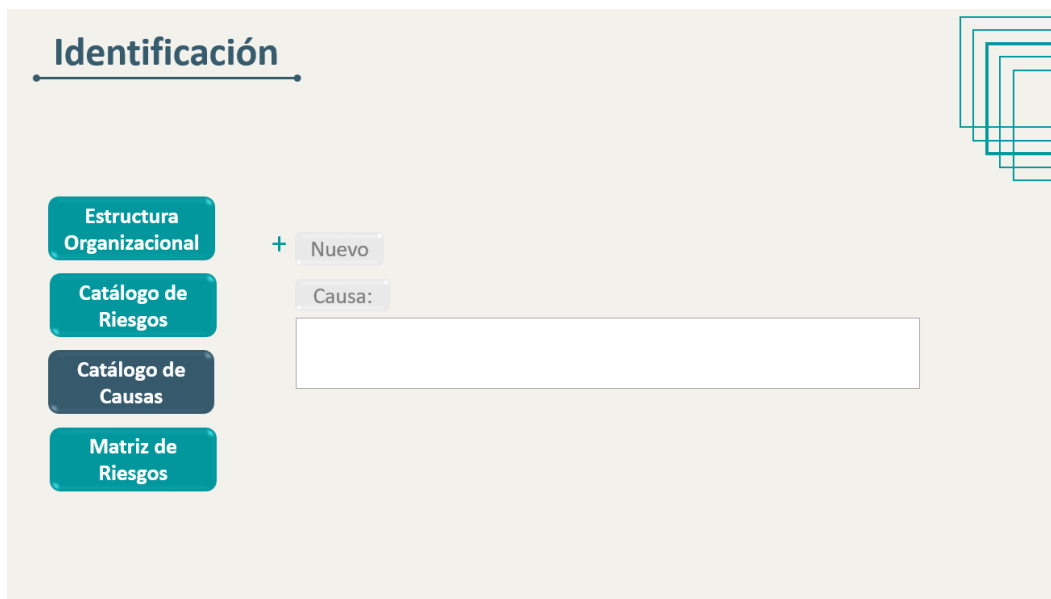 Identificación
Estructura
Organizacional
Catálogo de
Riesgos
Catálogo de
Causas
Matriz de
Riesgos
+ Nuevo
Causa: